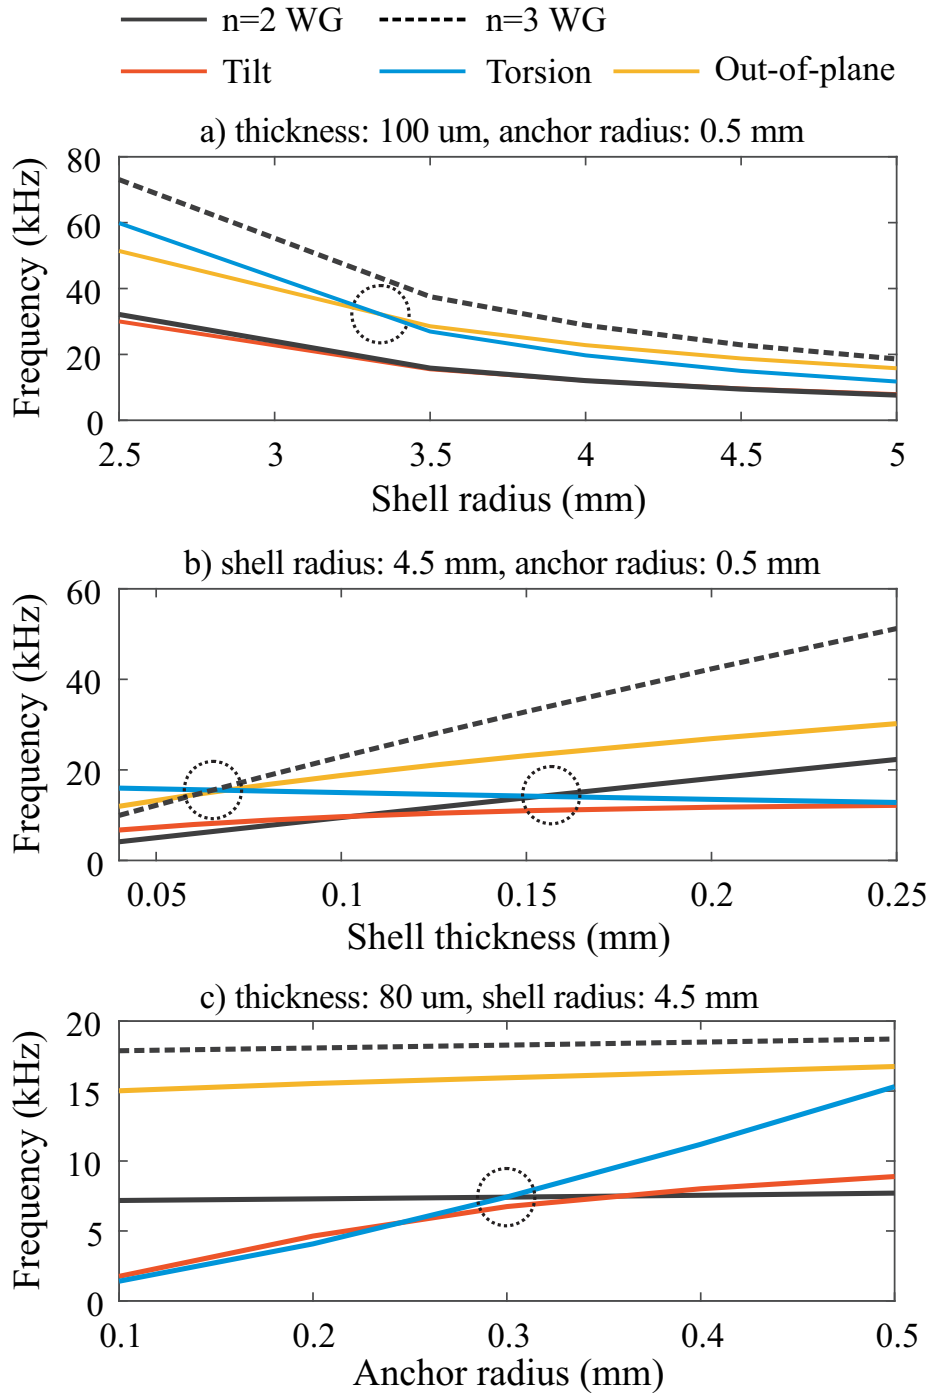 n=2 WG n=3 WG
Tilt Torsion Out-of-plane
a) thickness: 100 um, anchor radius: 0.5 mm
Frequency (kHz)
80
60
40
20
0
2.5 3 3.5 4 4.5 5
Shell radius (mm)
b) shell radius: 4.5 mm, anchor radius: 0.5 mm
Frequency (kHz)
60
40
20
0
0.05 0.1 0.15 0.2 0.25
Shell thickness (mm)
c) thickness: 80 um, shell radius: 4.5 mm
Frequency (kHz)
20
15
10
5
0
0.1 0.2 0.3 0.4 0.5
Anchor radius (mm)